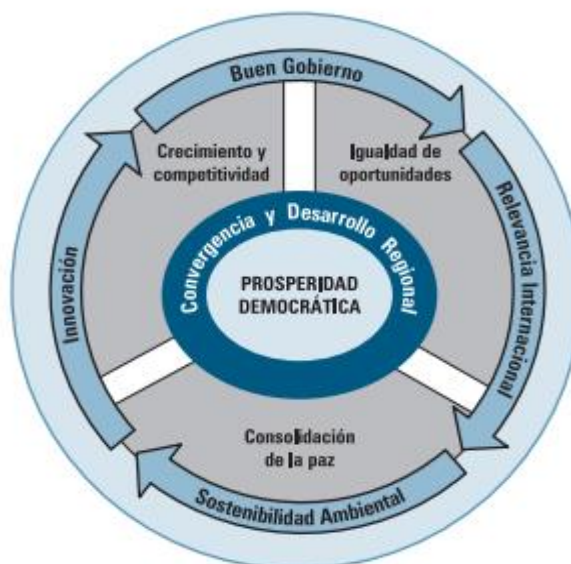 Buen Gobierno
Crecimiento y
competitividad
Igualdad de
oportunidades
Innovación
Convergencia y Desarrollo Regional
PROSPERIDAD
DEMOCRÁTICA
Relevancia Internacional
Consolidación
de la paz
Sostenibilidad Ambiental